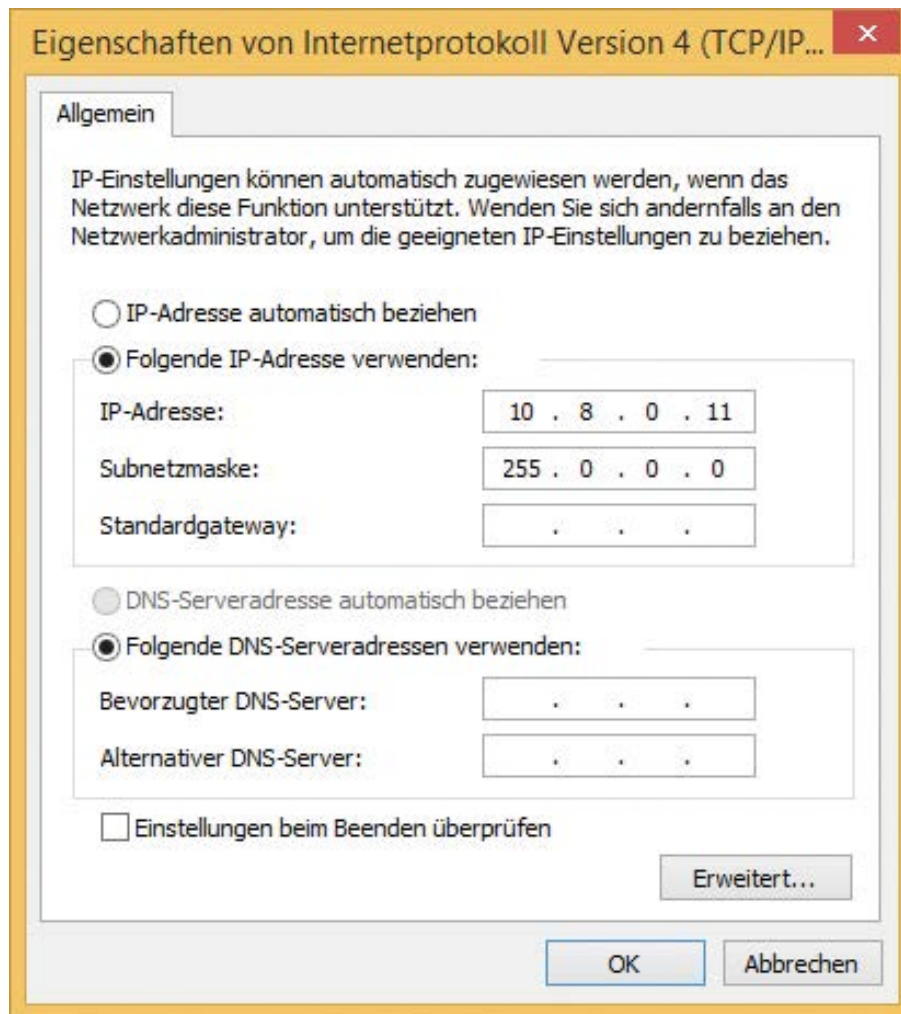 Eigenschaften von Internetprotokoll Version 4 (TCP/IP...
Allgemein
IP-Einstellungen können automatisch zugewiesen werden, wenn das
Netzwerk diese Funktion unterstützt. Wenden Sie sich andernfalls an den
Netzwerkadministrator, um die geeigneten IP-Einstellungen zu beziehen.
IP-Adresse automatisch beziehen
Folgende IP-Adresse verwenden:
IP-Adresse: 10 . 8 . 0 . 11
Subnetzmaske: 255 . 0 . 0 . 0
Standardgateway: . . .
DNS-Serveradresse automatisch beziehen
Folgende DNS-Serveradressen verwenden:
Bevorzugter DNS-Server: . . .
Alternativer DNS-Server: . . .
Einstellungen beim Beenden überprüfen
Erweitert...
OK Abbrechen